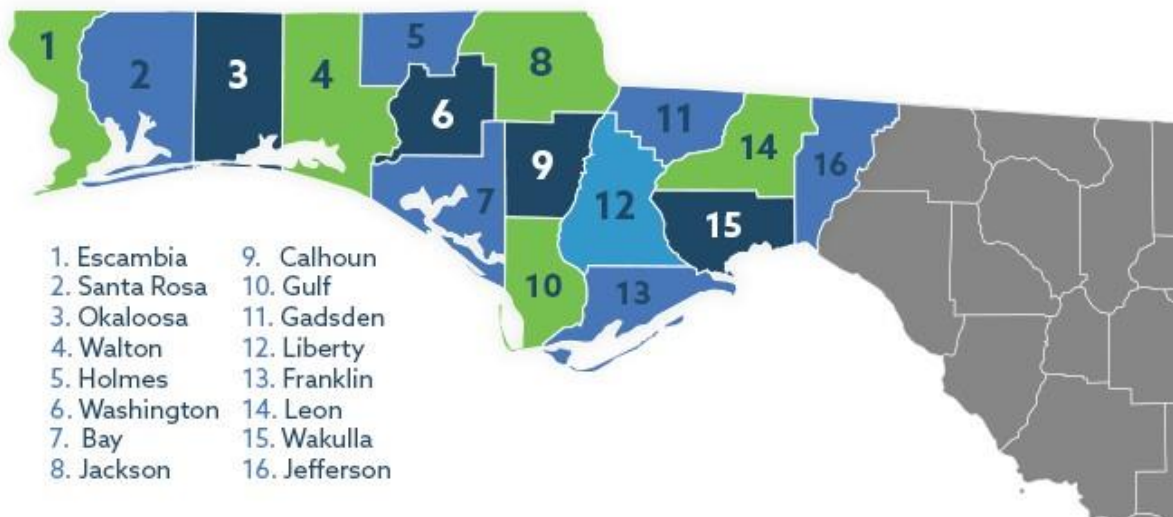 1
2
3
4
5
6
7
8
9
10
11
12
13
14
15
16
1. Escambia
2. Santa Rosa
3. Okaloosa
4. Walton
5. Holmes
6. Washington
7. Bay
8. Jackson
9. Calhoun
10. Gulf
11. Gadsden
12. Liberty
13. Franklin
14. Leon
15. Wakulla
16. Jefferson